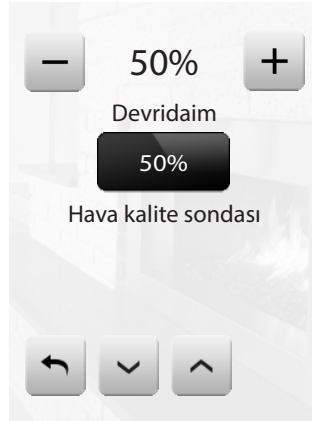 − 50% +
Devridaim
50%
Hava kalite sondası